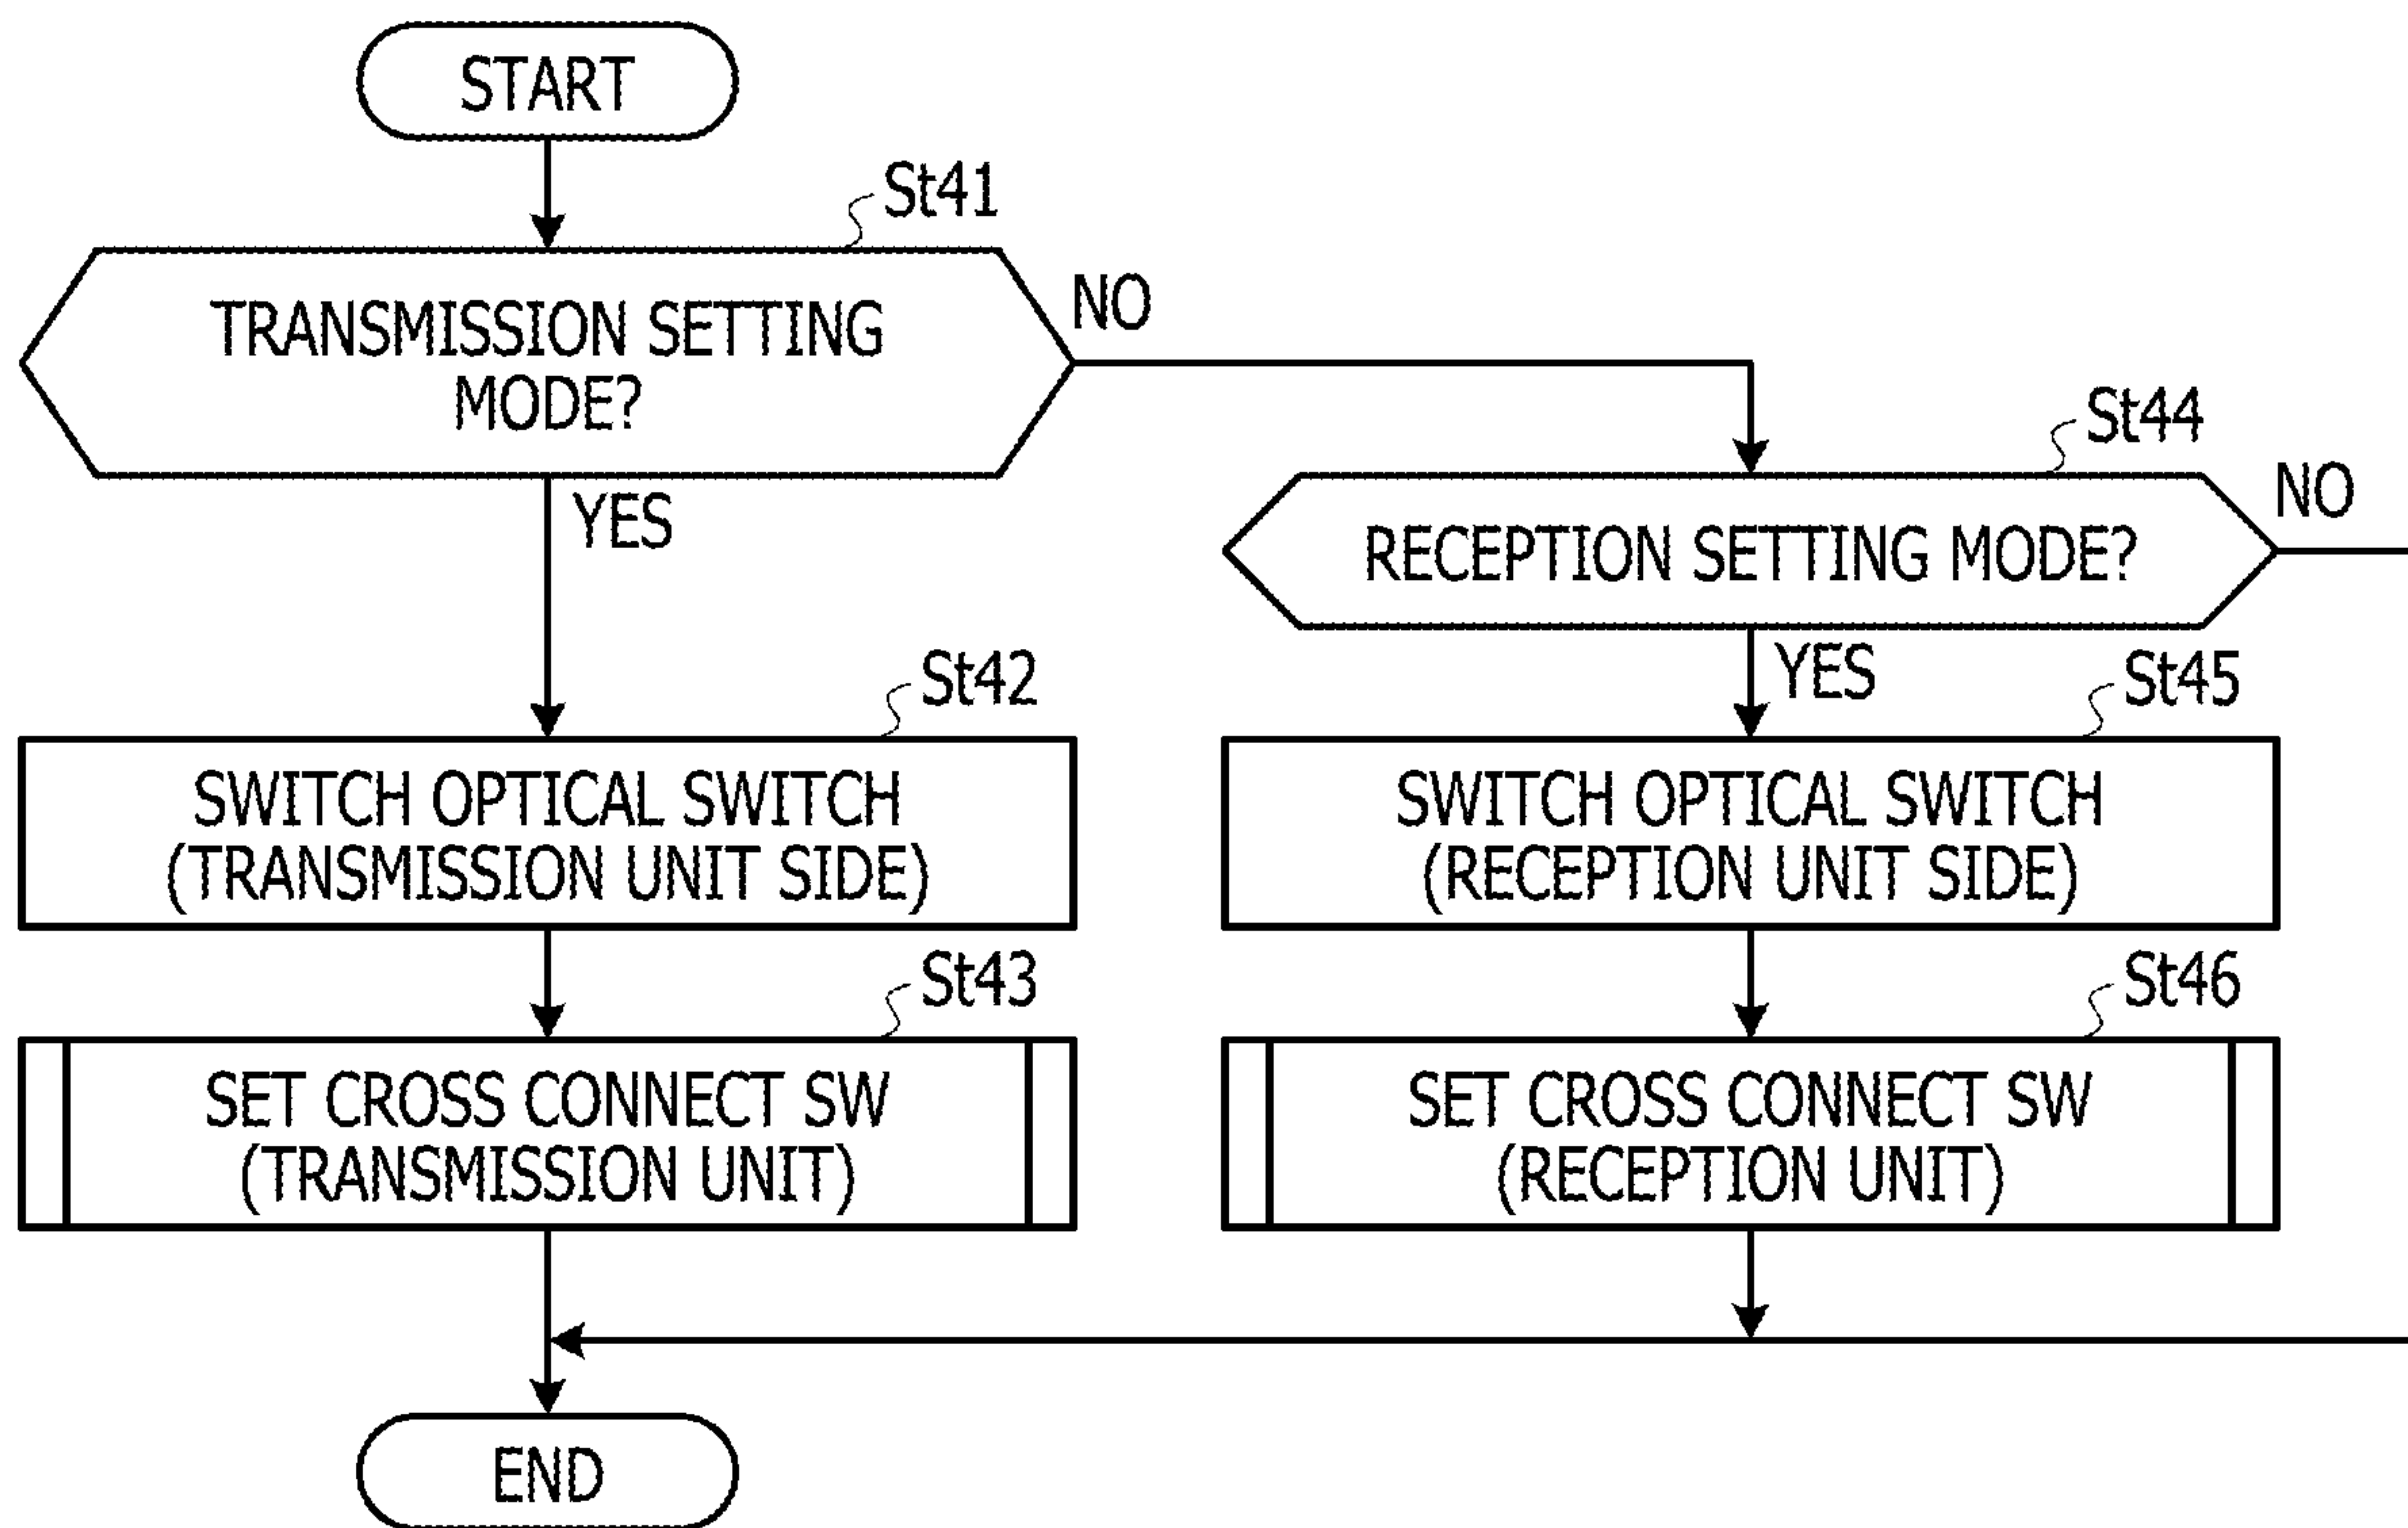 START
St41
TRANSMISSION SETTING
MODE?
NO
YES
St44
RECEPTION SETTING MODE?
NO
YES
St42
SWITCH OPTICAL SWITCH
(TRANSMISSION UNIT SIDE)
St45
SWITCH OPTICAL SWITCH
(RECEPTION UNIT SIDE)
St43
SET CROSS CONNECT SW
(TRANSMISSION UNIT)
St46
SET CROSS CONNECT SW
(RECEPTION UNIT)
END